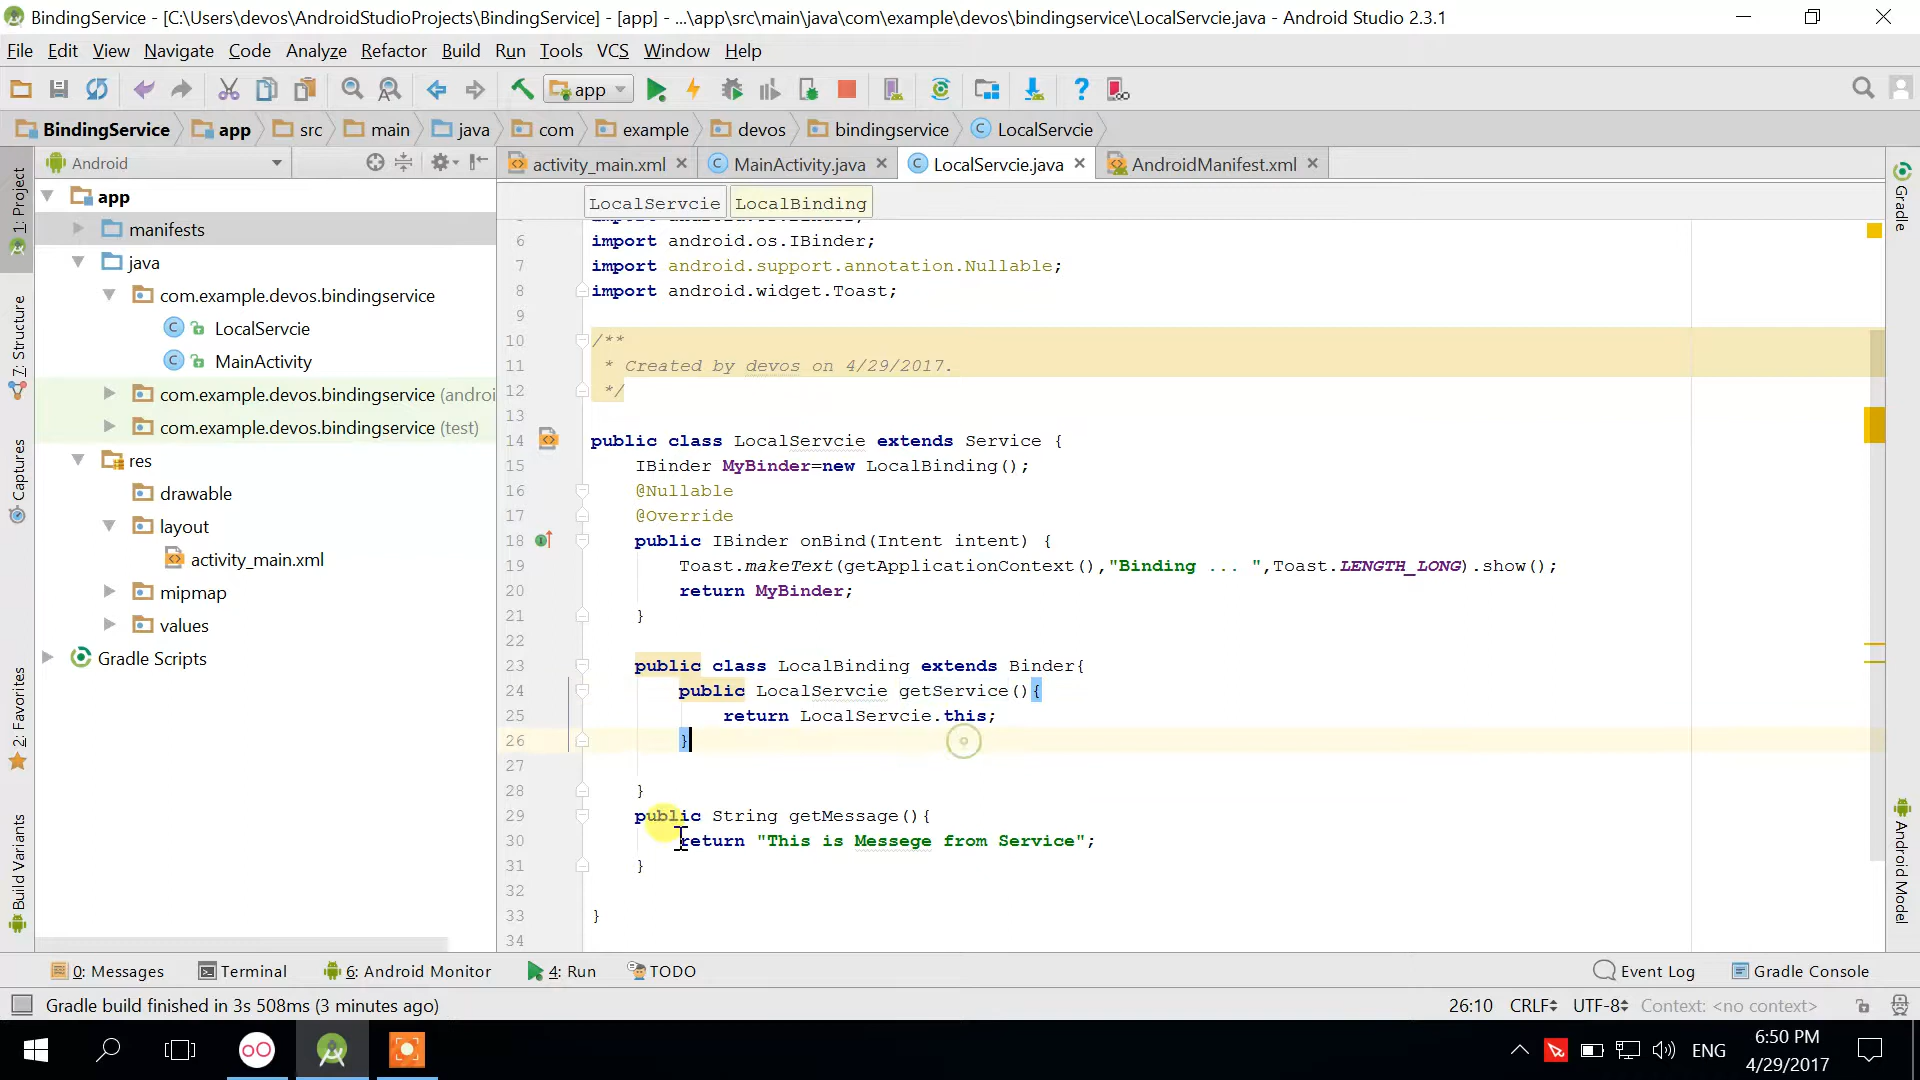 BindingService - [C:\Users\devos\AndroidStudioProjects\BindingService] - [app] - ...\app\src\main\java\com\example\devos\bindingservice\LocalServcie.java - Android Studio 2.3.1
File Edit View Navigate Code Analyze Refactor Build Run Tools VCS Window Help
app
BindingService app src main java com example devos bindingservice LocalServcie
Android
activity_main.xml MainActivity.java LocalServcie.java AndroidManifest.xml
LocalServcie LocalBinding
1: Project
7: Structure
Captures
2: Favorites
Build Variants
app
manifests
java
com.example.devos.bindingservice
LocalServcie
MainActivity
com.example.devos.bindingservice (androi
com.example.devos.bindingservice (test)
res
drawable
layout
activity_main.xml
mipmap
values
Gradle Scripts
6 import android.os.IBinder;
7 import android.support.annotation.Nullable;
8 import android.widget.Toast;
9
10 /**
11 * Created by devos on 4/29/2017.
12 */
13
14 public class LocalServcie extends Service {
15 IBinder MyBinder=new LocalBinding();
16 @Nullable
17 @Override
18 public IBinder onBind(Intent intent) {
19 Toast.makeText(getApplicationContext(),"Binding ... ",Toast.LENGTH_LONG).show();
20 return MyBinder;
21 }
22
23 public class LocalBinding extends Binder{
24 public LocalServcie getService(){
25 return LocalServcie.this;
26 }
27
28 }
29 public String getMessage(){
30 return "This is Messege from Service";
31 }
32
33 }
34
Gradle
Android Model
0: Messages Terminal 6: Android Monitor 4: Run TODO Event Log Gradle Console
Gradle build finished in 3s 508ms (3 minutes ago) 26:10 CRLF UTF-8 Context: <no context>
ENG
6:50 PM
4/29/2017